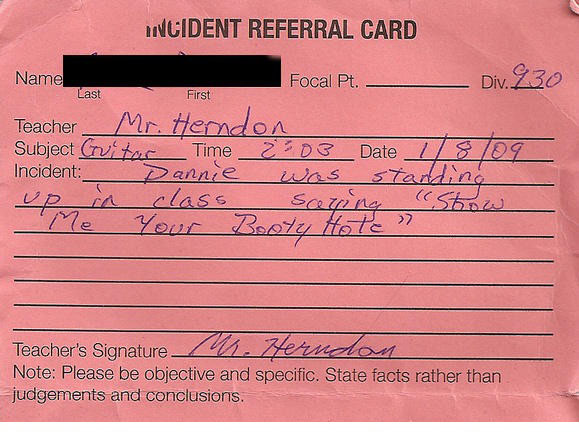 INCIDENT REFERRAL CARD
Name Focal Pt. Div. 930
Last First
Teacher Mr. Herndon
Subject Guitar Time 2:03 Date 1/8/09
Incident: Dannie was standing
up in class saying "Show
Me Your Booty Hole"
Teacher's Signature Mr. Herndon
Note: Please be objective and specific. State facts rather than
judgements and conclusions.